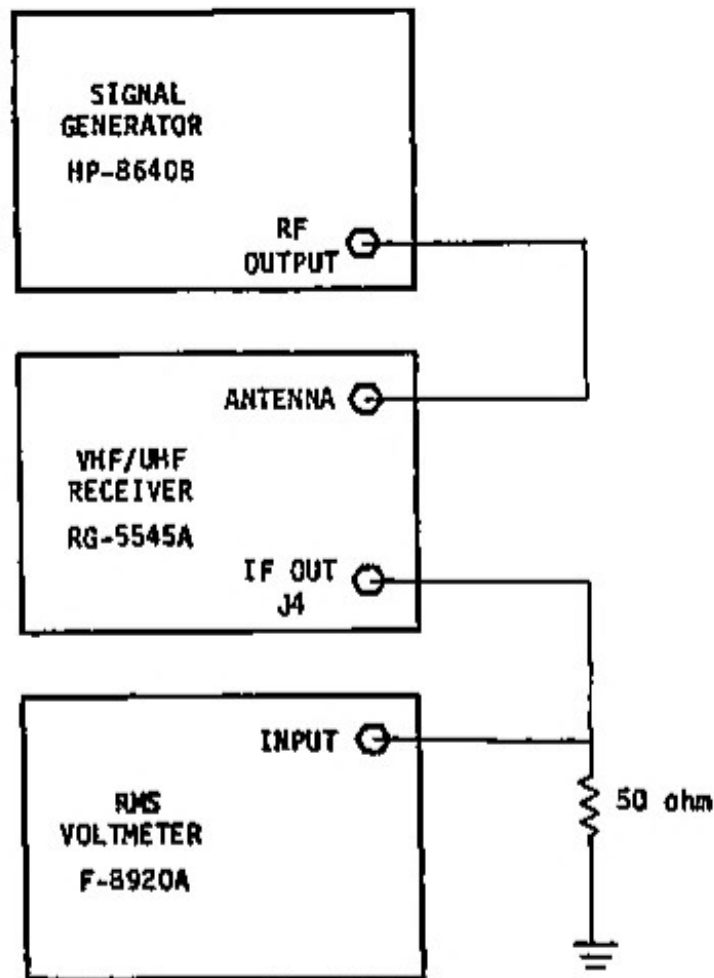 SIGNAL
GENERATOR
HP-8640B
RF
OUTPUT
ANTENNA
VHF/UHF
RECEIVER
RG-5545A
IF OUT
J4
INPUT
RMS
VOLTMETER
F-8920A
50 ohm